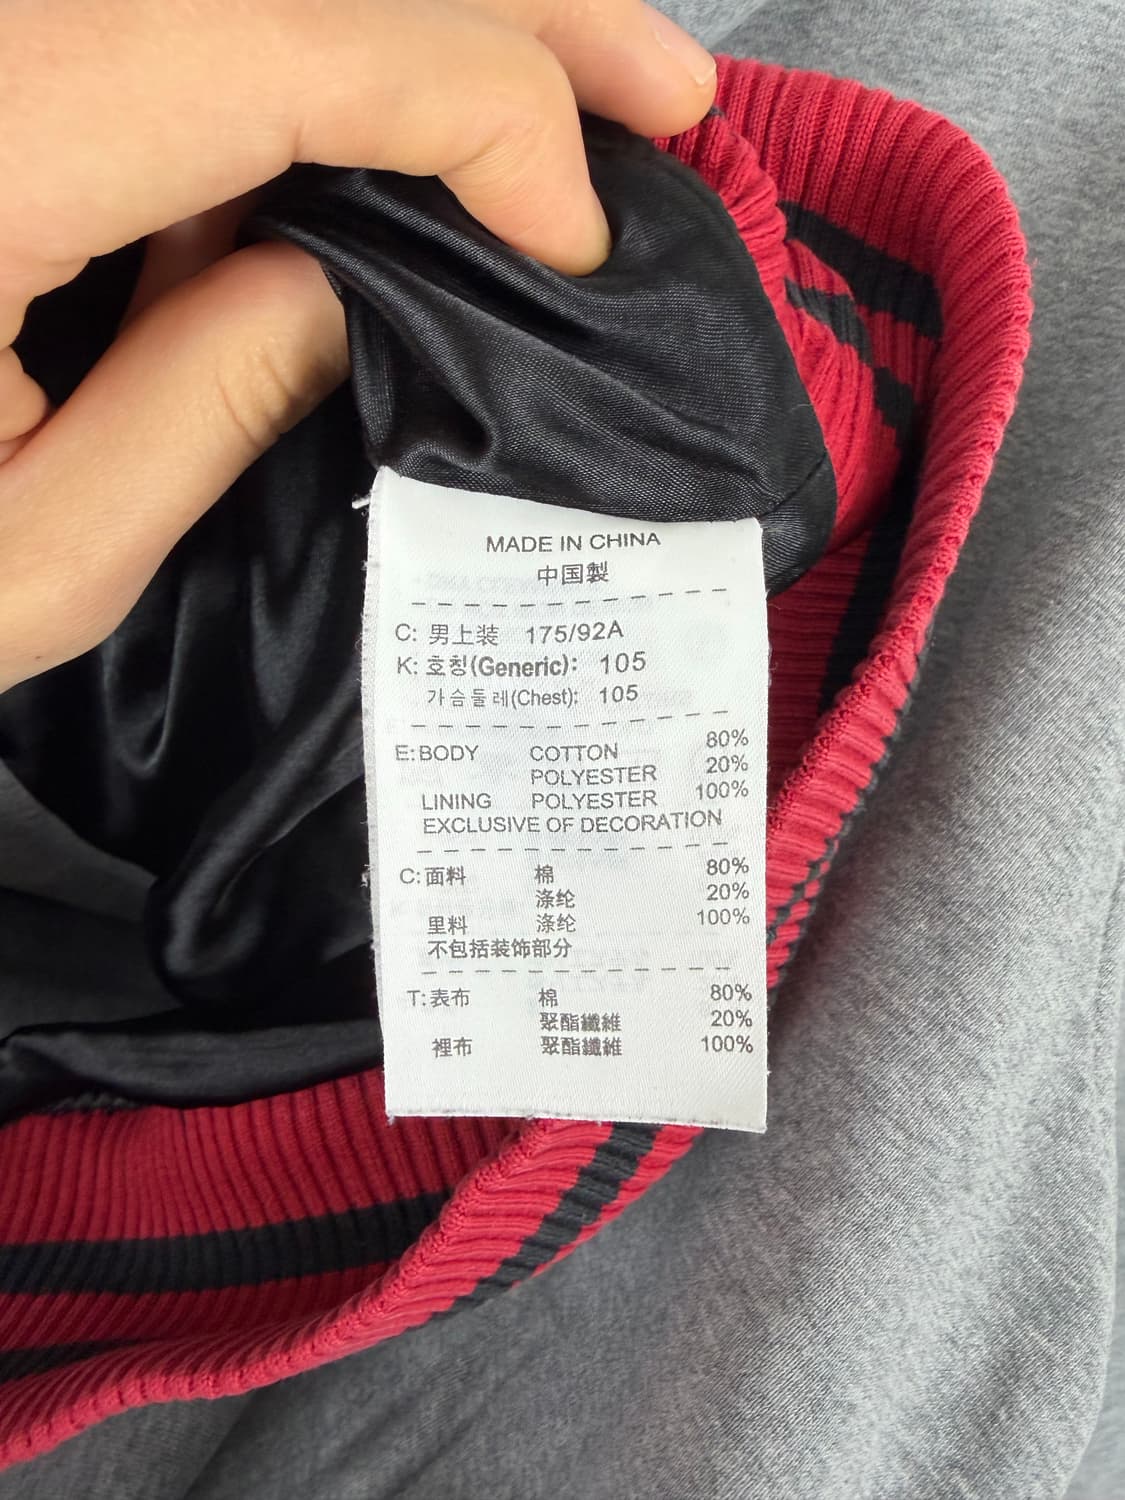 MADE IN CHINA
中国製
C: 男上装 175/92A
K: 호칭(Generic): 105
가슴둘레(Chest): 105
E: BODY COTTON 80%
POLYESTER 20%
LINING POLYESTER 100%
EXCLUSIVE OF DECORATION
C: 面料 棉 80%
涤纶 20%
里料 涤纶 100%
不包括装饰部分
T: 表布 棉 80%
聚酯纖維 20%
裡布 聚酯纖維 100%